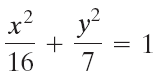 x²/16 + y²/7 = 1